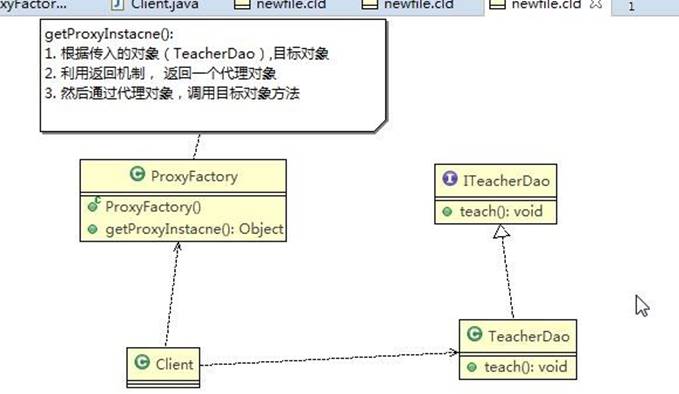 xyFactor...
Client.java
newfile.cld
newfile.cld
newfile.cld
1
getProxyInstacne():
1. 根据传入的对象（TeacherDao）,目标对象
2. 利用返回机制， 返回一个代理对象
3. 然后通过代理对象，调用目标对象方法
ProxyFactory
ProxyFactory()
getProxyInstacne(): Object
ITeacherDao
teach(): void
Client
TeacherDao
teach(): void